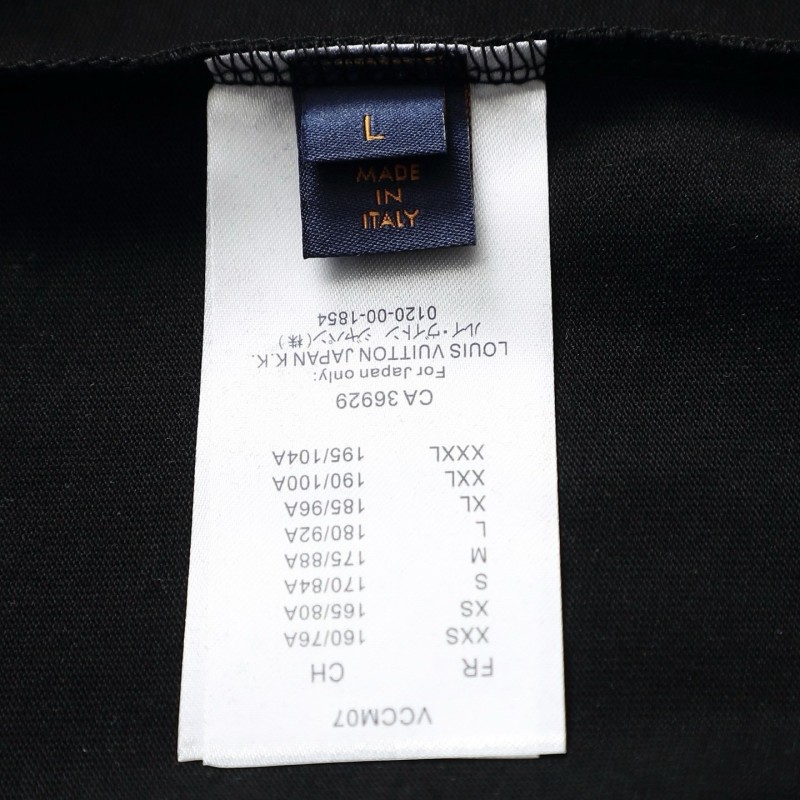 L
MADE
IN
ITALY
VCCM07
FR CH
XXS 160/76A
XS 165/80A
S 170/84A
M 175/88A
L 180/92A
XL 185/96A
XXL 190/100A
XXXL 195/104A
CA 36929
For Japan only:
LOUIS VUITTON JAPAN K.K.
ルイ・ヴィトン ジャパン(株)
0120-00-1854